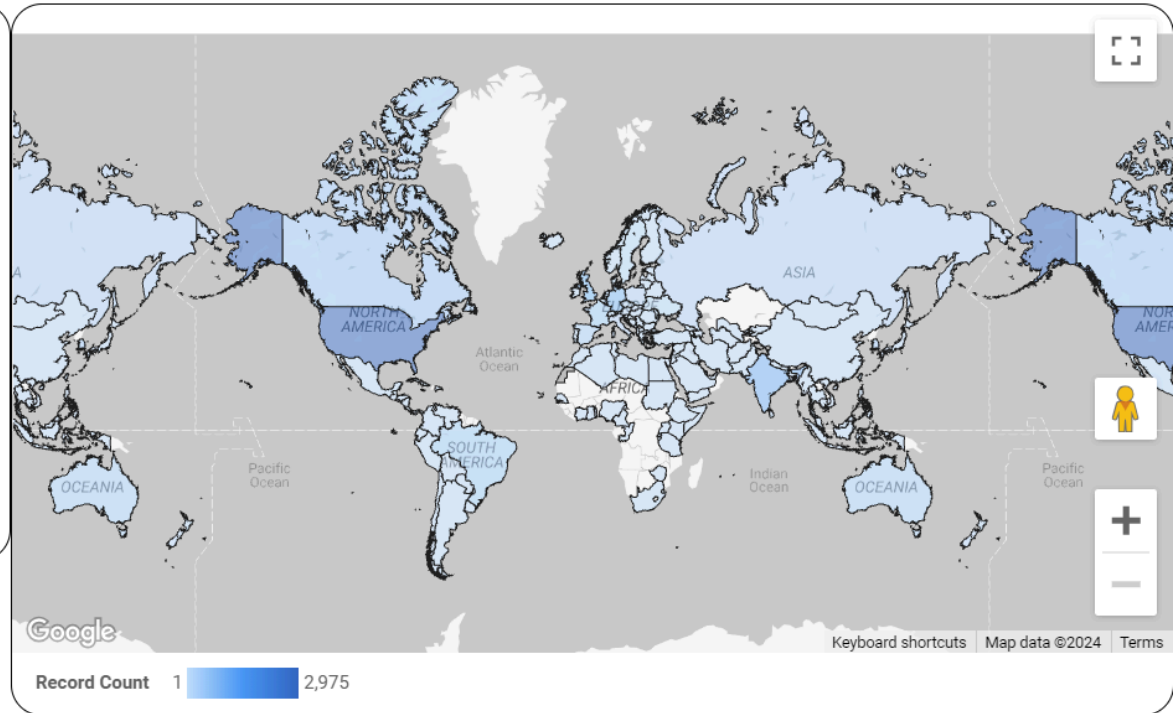 A
ASIA
NORTH
AMERICA
NOR
AMER
Atlantic
Ocean
AFRICA
SOUTH
AMERICA
Pacific
Ocean
Indian
Ocean
Pacific
Ocean
OCEANIA
OCEANIA
Google
Keyboard shortcuts
Map data ©2024
Terms
Record Count 1 2,975